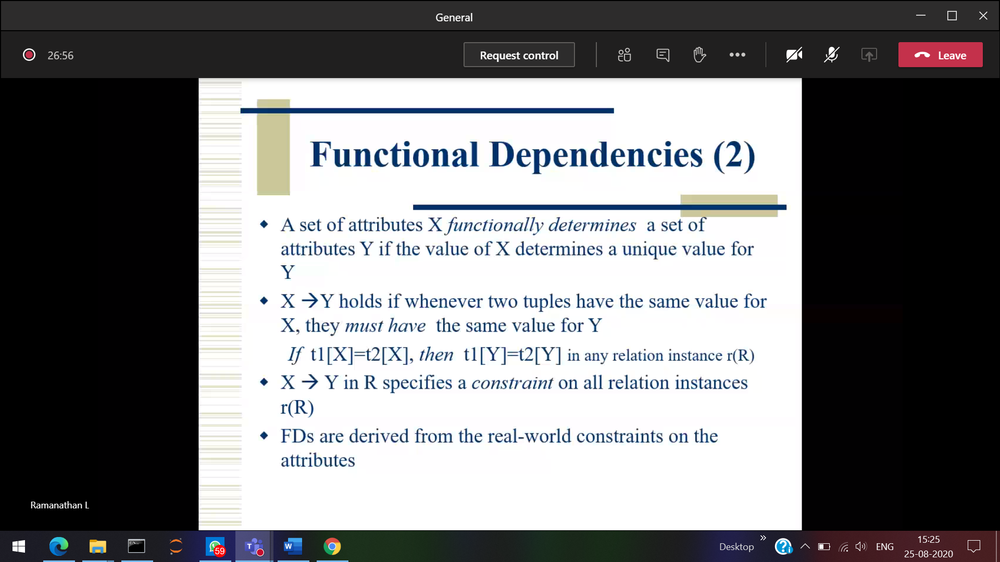 General
26:56
Request control
Leave
Functional Dependencies (2)
A set of attributes X functionally determines a set of
attributes Y if the value of X determines a unique value for
Y
X →Y holds if whenever two tuples have the same value for
X, they must have the same value for Y
If t1[X]=t2[X], then t1[Y]=t2[Y] in any relation instance r(R)
X → Y in R specifies a constraint on all relation instances
r(R)
FDs are derived from the real-world constraints on the
attributes
Ramanathan L
59
T
W
Desktop
ENG
15:25
25-08-2020